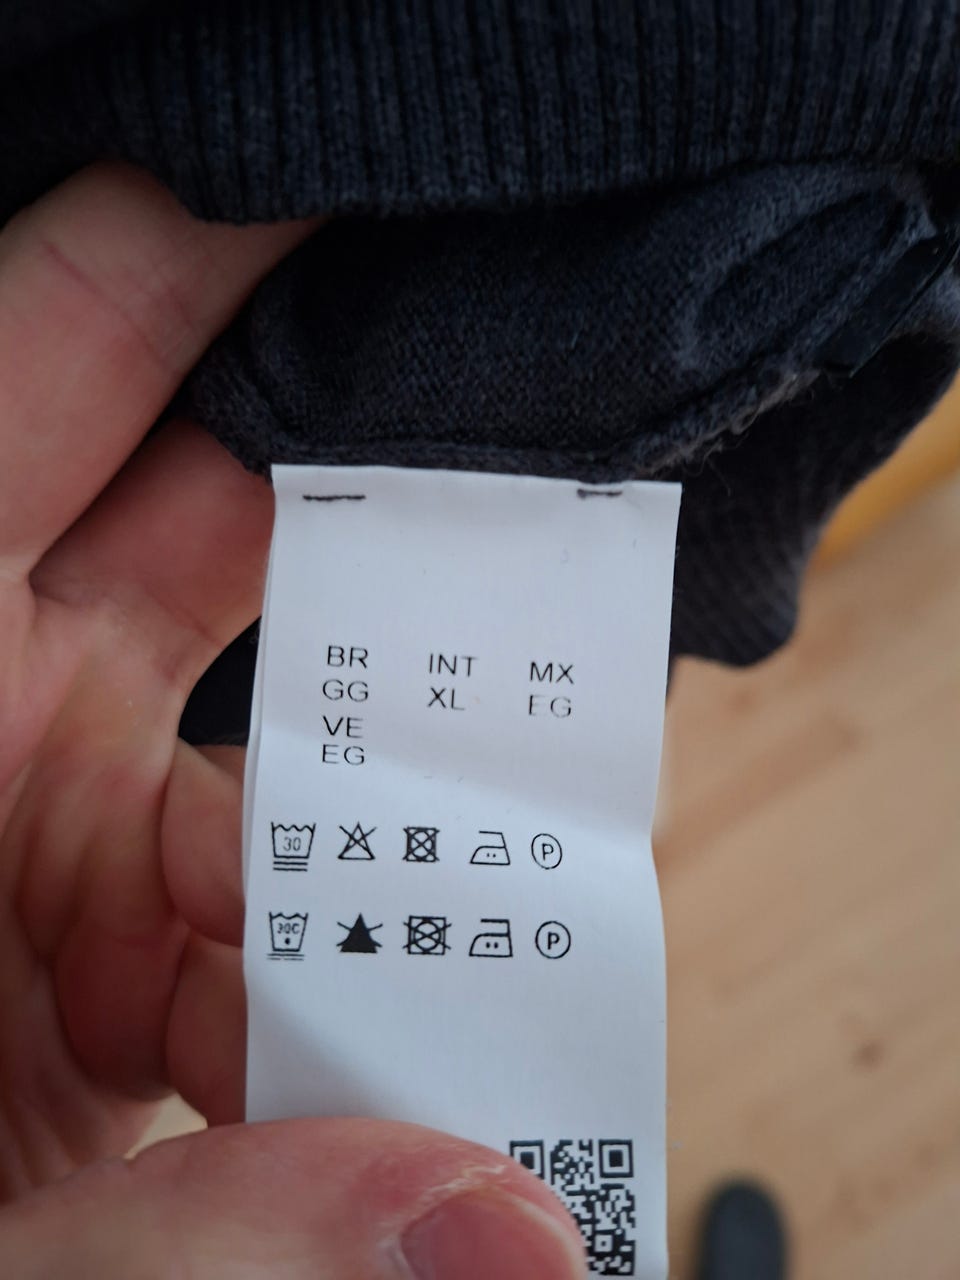 BR INT MX
GG XL EG
VE
EG
30 P
30C P